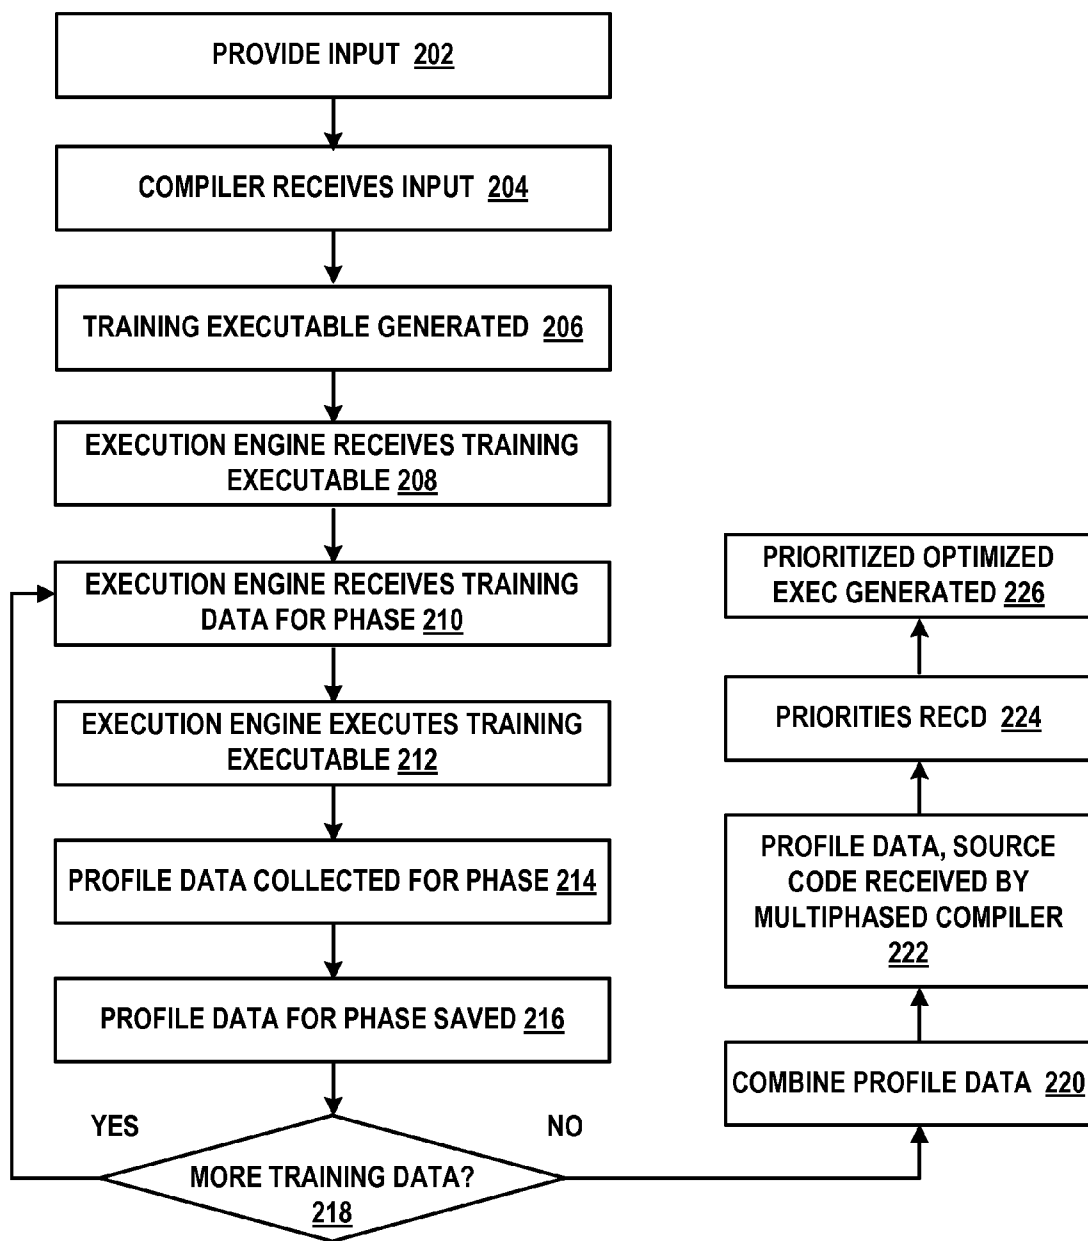 PROVIDE INPUT 202
COMPILER RECEIVES INPUT 204
TRAINING EXECUTABLE GENERATED 206
EXECUTION ENGINE RECEIVES TRAINING
EXECUTABLE 208
EXECUTION ENGINE RECEIVES TRAINING
DATA FOR PHASE 210
EXECUTION ENGINE EXECUTES TRAINING
EXECUTABLE 212
PROFILE DATA COLLECTED FOR PHASE 214
PROFILE DATA FOR PHASE SAVED 216
YES
NO
MORE TRAINING DATA?
218
COMBINE PROFILE DATA 220
PROFILE DATA, SOURCE
CODE RECEIVED BY
MULTIPHASED COMPILER
222
PRIORITIES RECD 224
PRIORITIZED OPTIMIZED
EXEC GENERATED 226